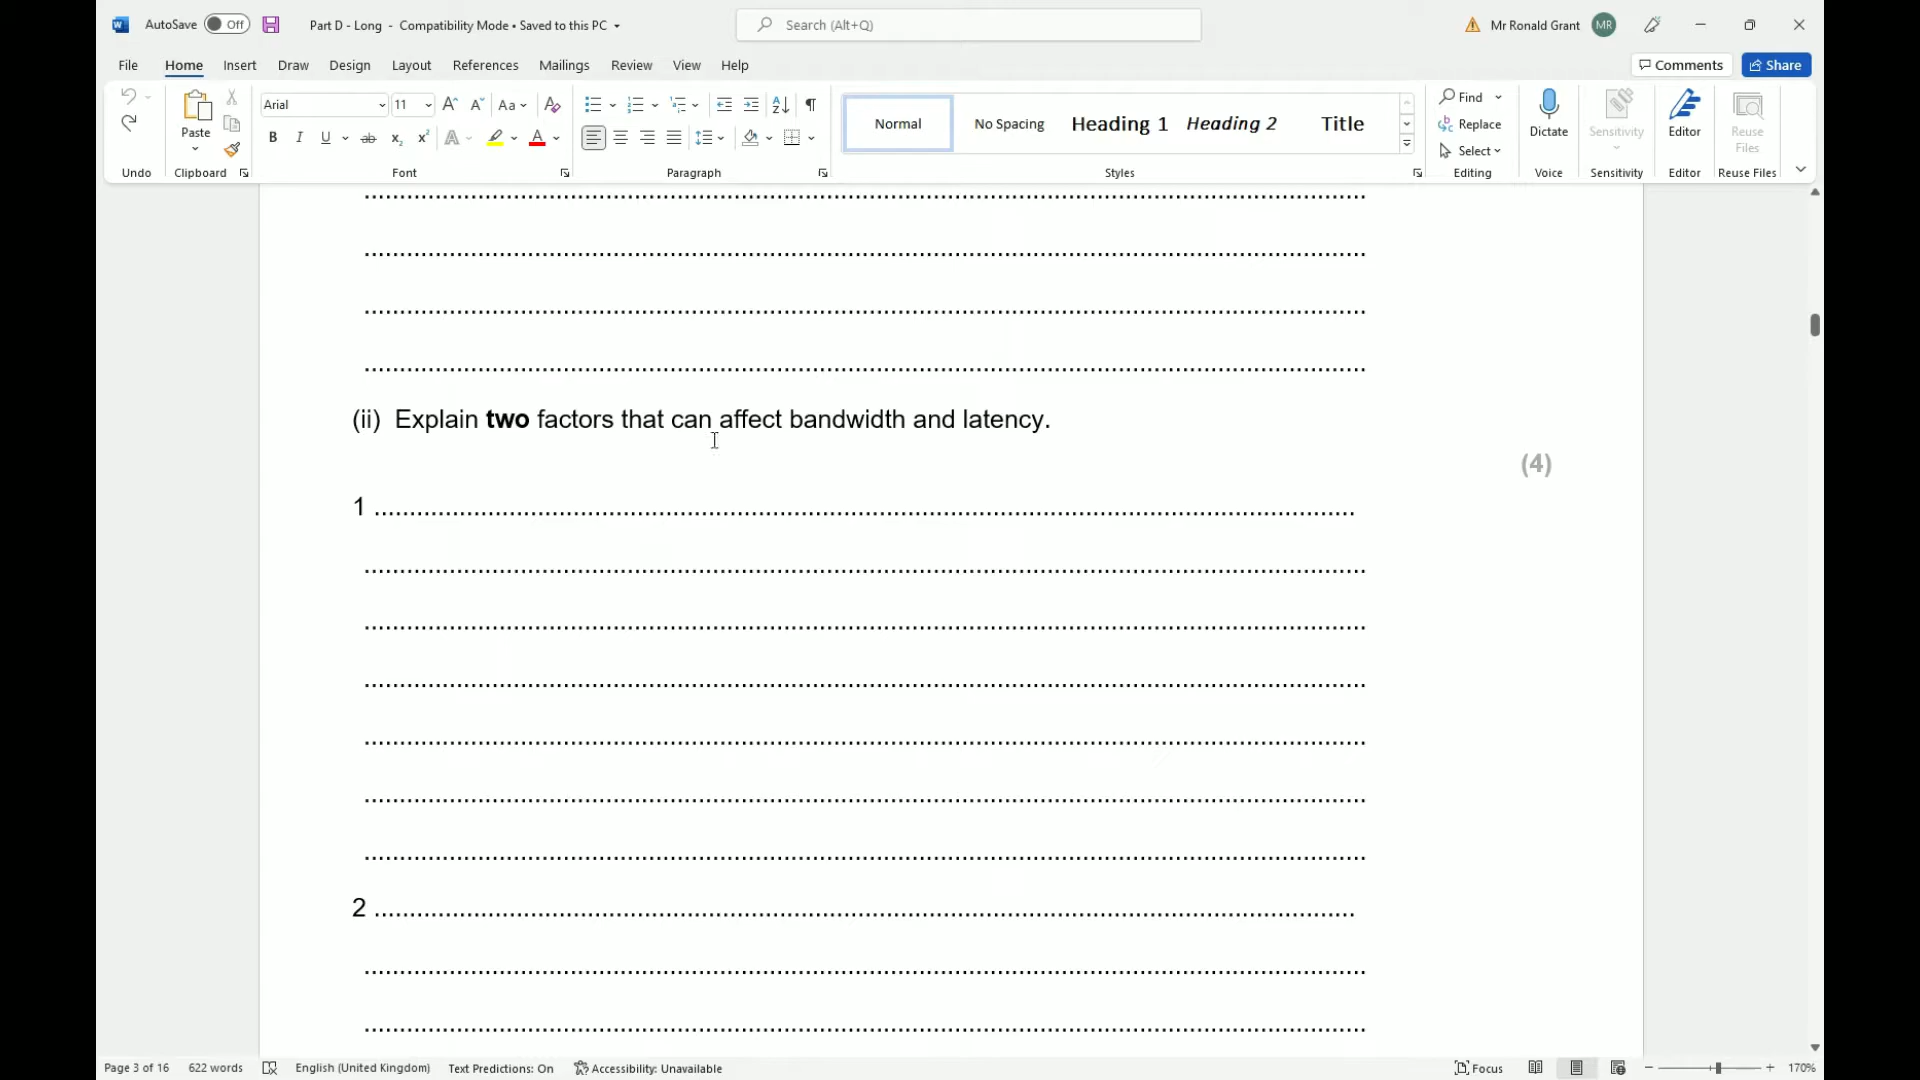 AutoSave Off Part D - Long - Compatibility Mode • Saved to this PC Search (Alt+Q) Mr Ronald Grant MR
File Home Insert Draw Design Layout References Mailings Review View Help Comments Share
Paste Arial 11 Aa Normal No Spacing Heading 1 Heading 2 Title Find Replace Select Dictate Sensitivity Editor Reuse Files
Undo Clipboard Font Paragraph Styles Editing Voice Sensitivity Editor Reuse Files
(ii) Explain two factors that can affect bandwidth and latency.
(4)
1 ..........
2 ..........
Page 3 of 16 622 words English (United Kingdom) Text Predictions: On Accessibility: Unavailable Focus 170%